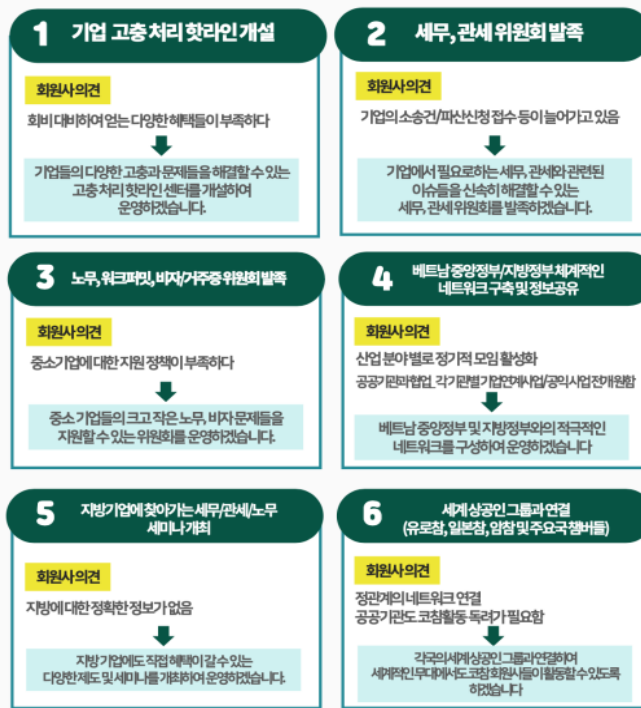 1 기업 고충 처리 핫라인 개설
회원사 의견
회비 대비하여 얻는 다양한 혜택들이 부족하다
기업들의 다양한 고충과 문제들을 해결할 수 있는
고충 처리 핫라인 센터를 개설하여
운영하겠습니다.
2 세무, 관세 위원회 발족
회원사 의견
기업의 소송건/파산신청 접수 등이 늘어가고 있음
기업에서 필요로하는 세무, 관세와 관련된
이슈들을 신속히 해결할 수 있는
세무, 관세 위원회를 발족하겠습니다.
3 노무, 워크퍼밋, 비자/거주증 위원회 발족
회원사 의견
중소기업에 대한 지원 정책이 부족하다
중소 기업들의 크고 작은 노무, 비자 문제들을
지원할 수 있는 위원회를 운영하겠습니다.
4 베트남 중앙정부/지방정부 체계적인
네트워크 구축 및 정보공유
회원사 의견
산업 분야 별로 정기적 모임 활성화
공공기관과 협업_각 기관별 기업연계사업/공익사업 전개 원함
베트남 중앙정부 및 지방정부와의 적극적인
네트워크를 구성하여 운영하겠습니다
5 지방기업에 찾아가는 세무/관세/노무
세미나 개최
회원사 의견
지방에 대한 정확한 정보가 없음
지방 기업에도 직접 혜택이 갈 수 있는
다양한 제도 및 세미나를 개최하여 운영하겠습니다.
6 세계 상공인 그룹과 연결
(유로참, 일본참, 암참 및 주요국 챔버들)
회원사 의견
정관계의 네트워크 연결
공공기관도 코참활동 독려가 필요함
각국의 세계 상공인 그룹과 연결하여
세계적인 무대에서도 코참 회원사들이 활동할 수 있도록
하겠습니다